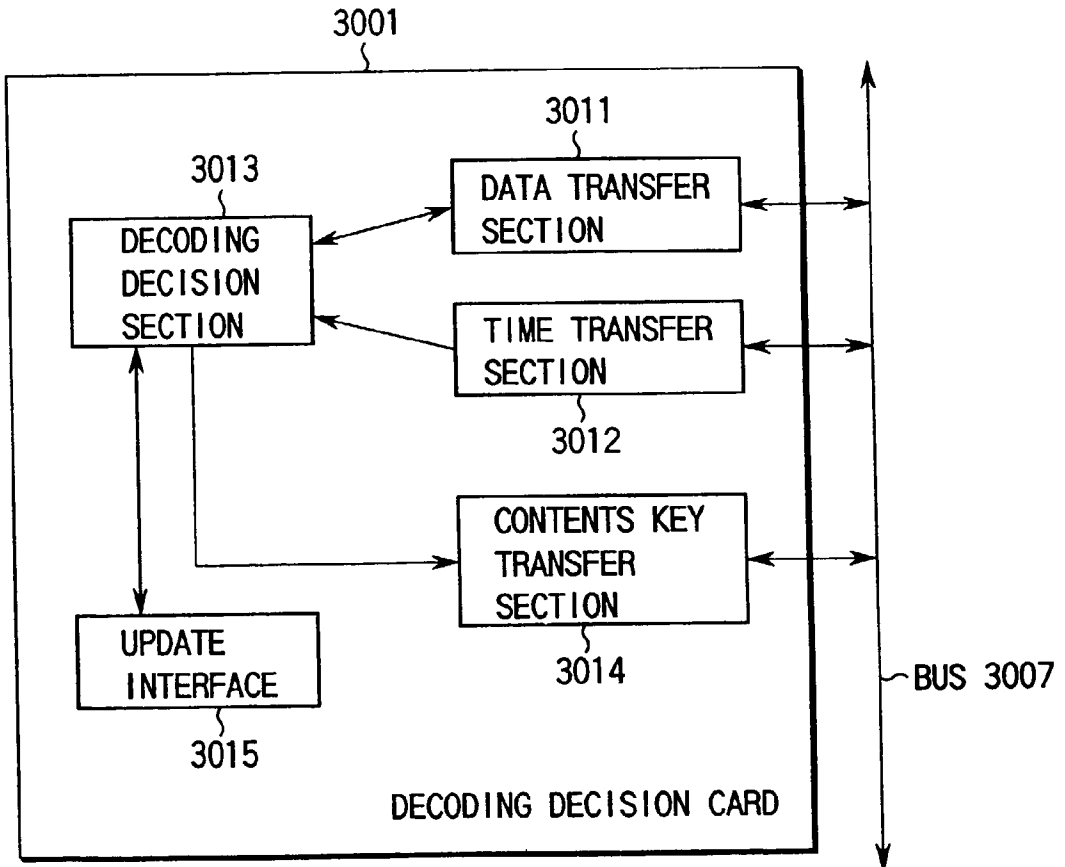 3001
3011
DATA TRANSFER
SECTION
3013
DECODING
DECISION
SECTION
TIME TRANSFER
SECTION
3012
CONTENTS KEY
TRANSFER
SECTION
3014
UPDATE
INTERFACE
3015
BUS 3007
DECODING DECISION CARD